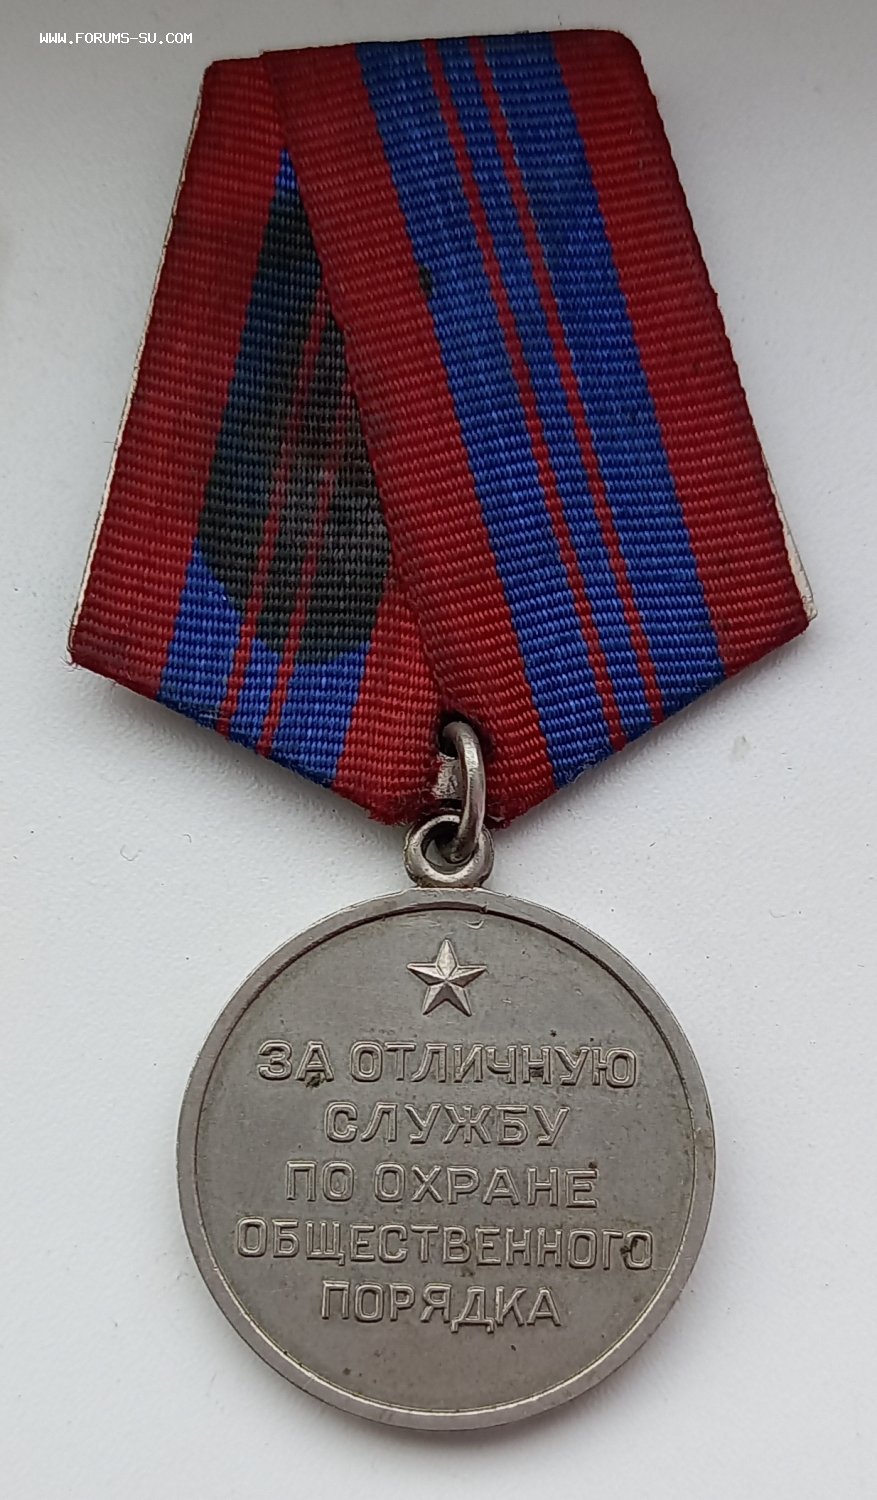 WWW.FORUMS-SU.COM
ЗА ОТЛИЧНУЮ
СЛУЖБУ
ПО ОХРАНЕ
ОБЩЕСТВЕННОГО
ПОРЯДКА